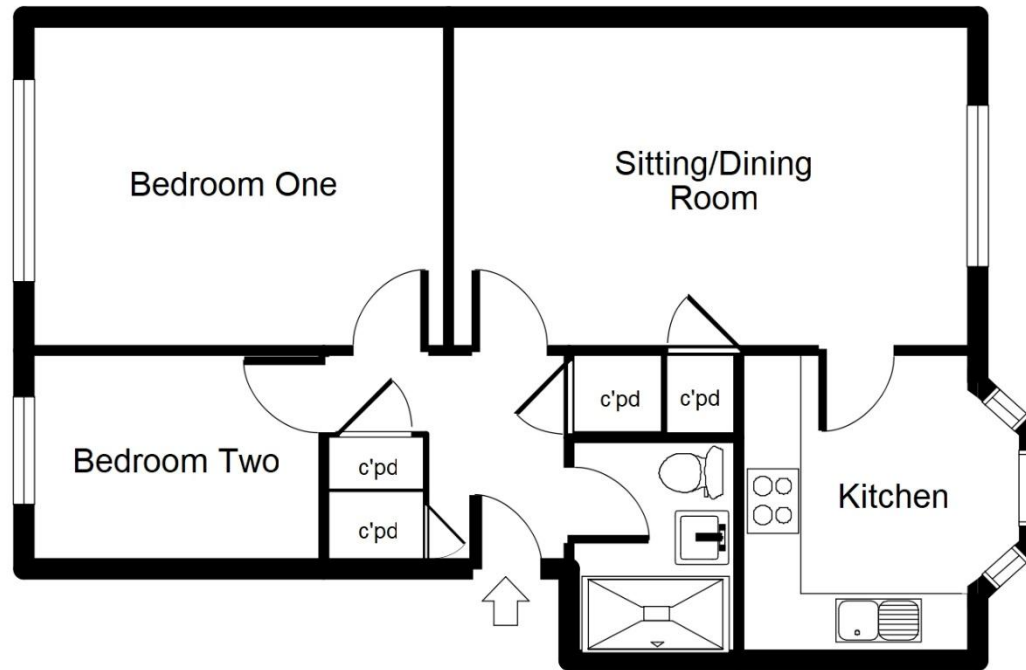 Bedroom One
Sitting/Dining
Room
c'pd
c'pd
Bedroom Two
c'pd
c'pd
Kitchen